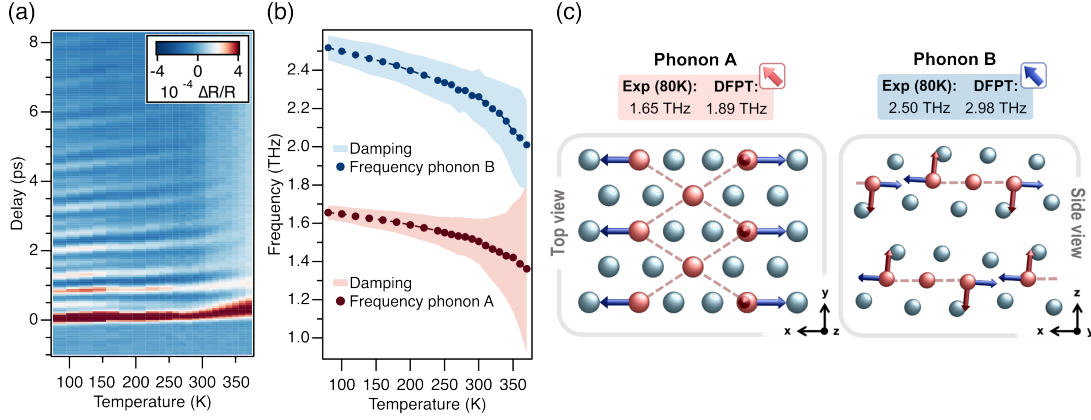 (a)
8
6
4
2
0
Delay (ps)
-4 0 4
10 -4 ΔR/R
100 150 200 250 300 350
Temperature (K)
(b)
2.4
2.2
2.0
1.8
1.6
1.4
1.2
1.0
Frequency (THz)
Damping
Frequency phonon B
Damping
Frequency phonon A
100 150 200 250 300 350
Temperature (K)
(c)
Phonon A
Exp (80K): DFPT:
1.65 THz 1.89 THz
Top view
y
x z
Phonon B
Exp (80K): DFPT:
2.50 THz 2.98 THz
Side view
z
x y